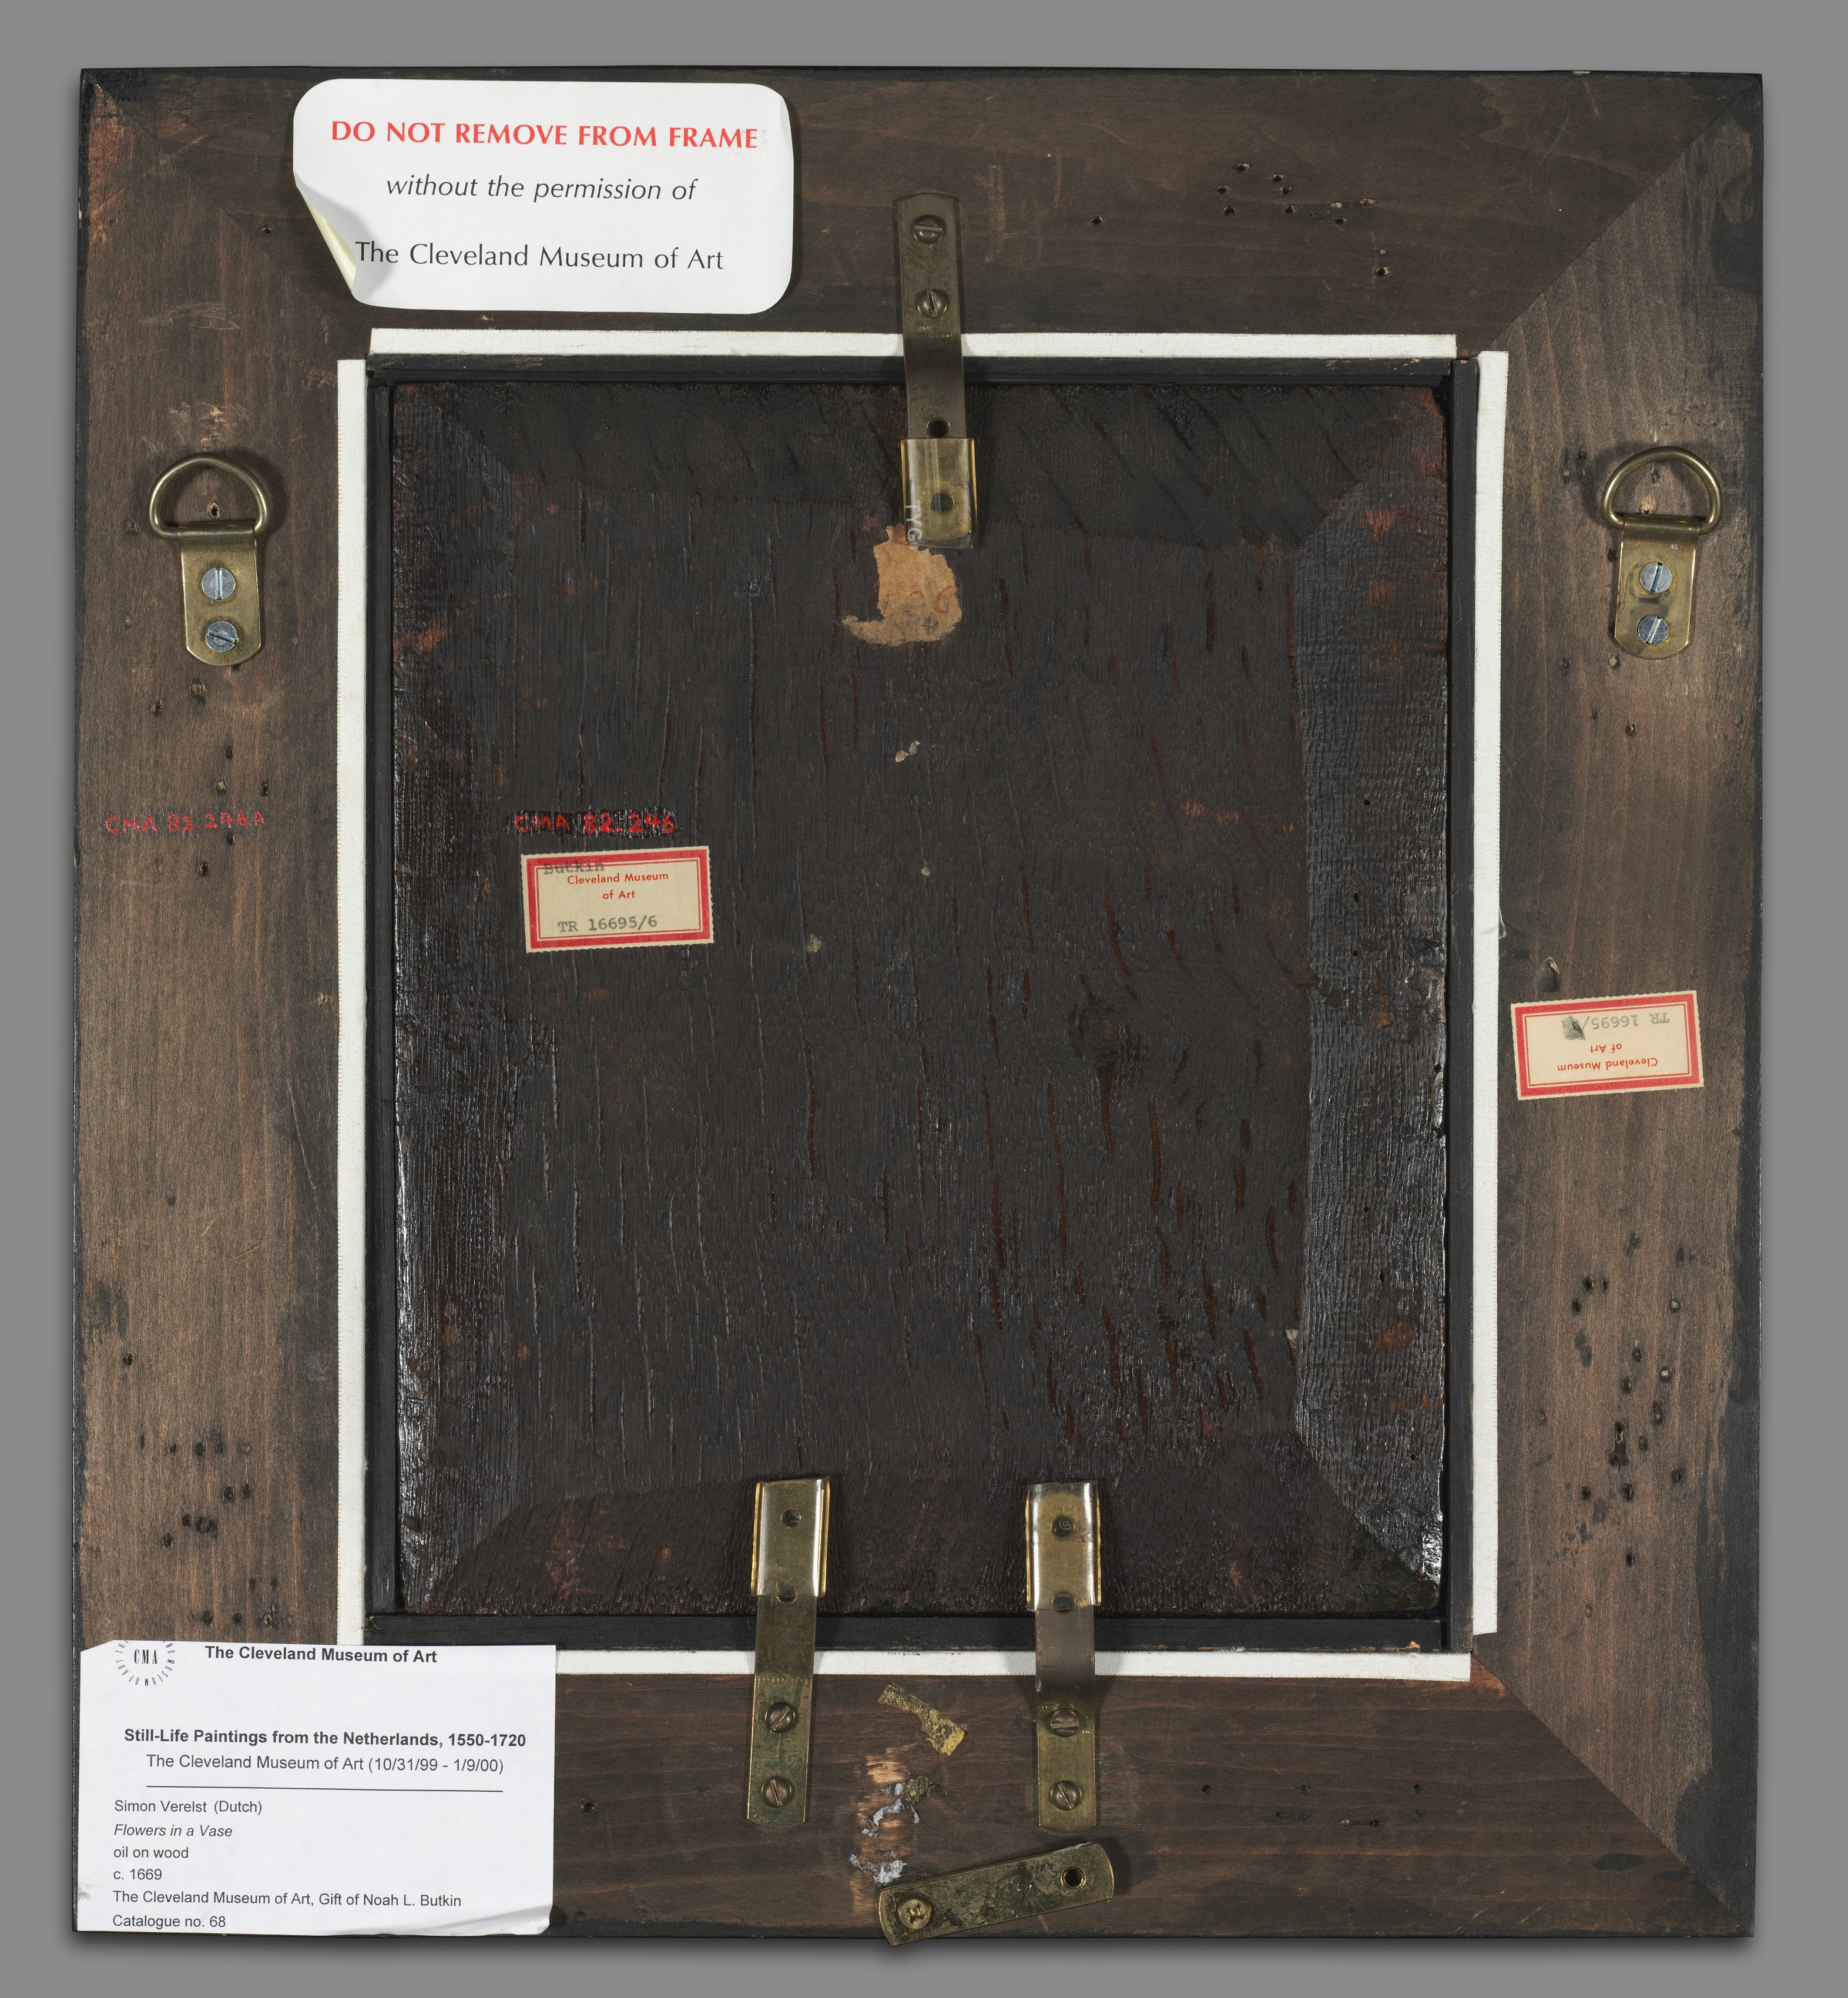 DO NOT REMOVE FROM FRAME
without the permission of
The Cleveland Museum of Art
CMA 82.246A
CMA 82.246
Butkin
Cleveland Museum
of Art
TR 16695/6
TR 16695/
Cleveland Museum
of Art
CMA
The Cleveland Museum of Art
Still-Life Paintings from the Netherlands, 1550-1720
The Cleveland Museum of Art (10/31/99 - 1/9/00)
Simon Verelst (Dutch)
Flowers in a Vase
oil on wood
c. 1669
The Cleveland Museum of Art, Gift of Noah L. Butkin
Catalogue no. 68